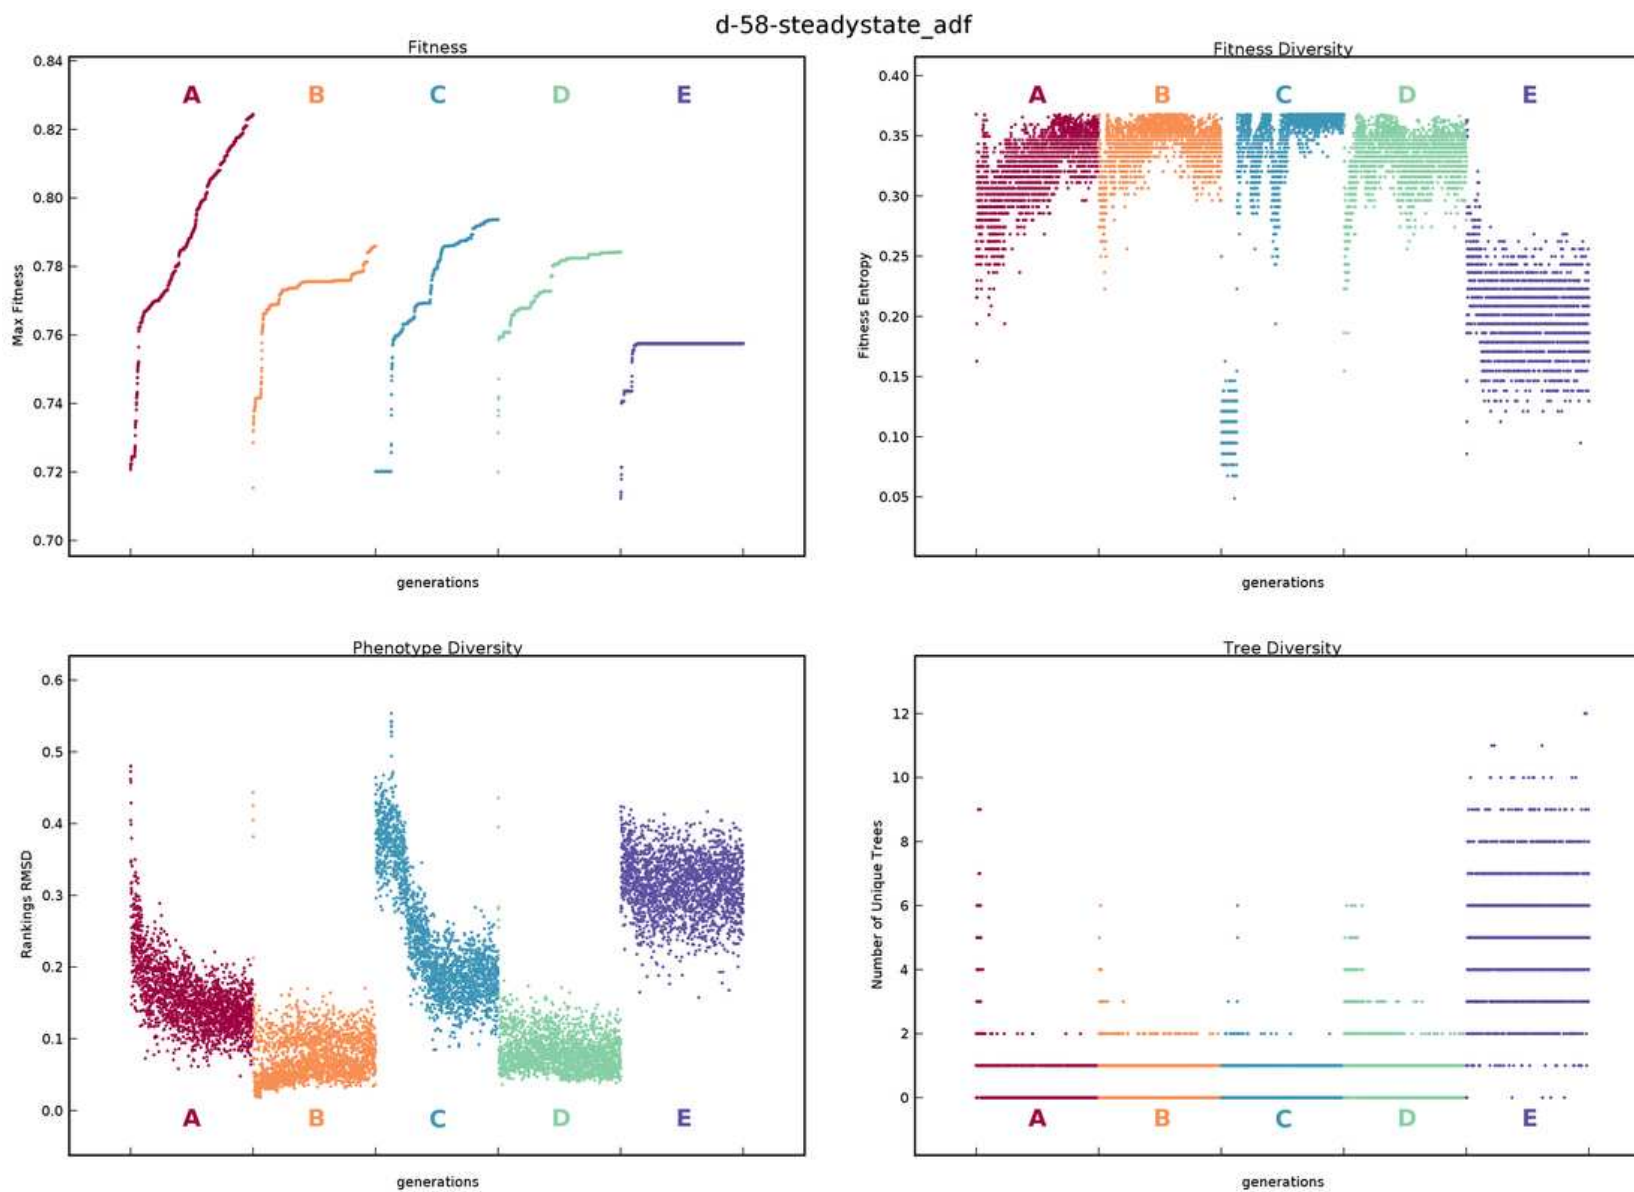 d-58-steadystate_adf
Fitness
0.84
0.82
0.80
0.78
0.76
0.74
0.72
0.70
Max Fitness
A B C D E
generations
Fitness Diversity
0.40
0.35
0.30
0.25
0.20
0.15
0.10
0.05
Fitness Entropy
A B C D E
generations
Phenotype Diversity
0.6
0.5
0.4
0.3
0.2
0.1
0.0
Rankings RMSD
A B C D E
generations
Tree Diversity
12
10
8
6
4
2
0
Number of Unique Trees
A B C D E
generations